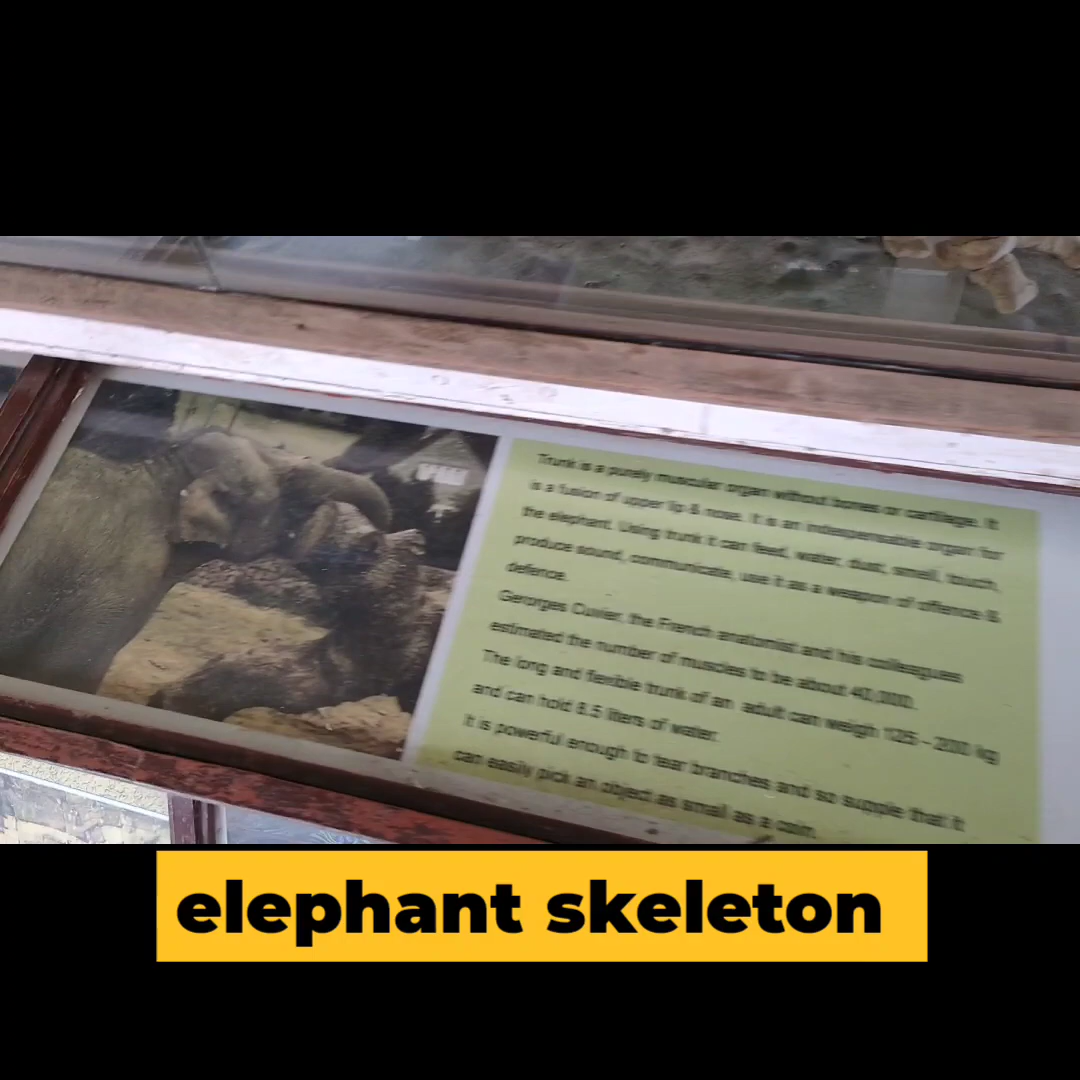 Trunk is a purely muscular organ without bones or cartilage. It
is a fusion of upper lip & nose. It is an indispensable organ for
the elephant. Using trunk it can feed, water, dust, smell, touch,
produce sound, communicate, use it as a weapon of offence &
defence.
Georges Cuvier, the French anatomist and his colleagues
estimated the number of muscles to be about 40,000.
The long and flexible trunk of an adult can weigh 125 - 200 kg
and can hold 8.5 liters of water.
It is powerful enough to tear branches and so supple that it
can easily pick an object as small as a coin.
elephant skeleton